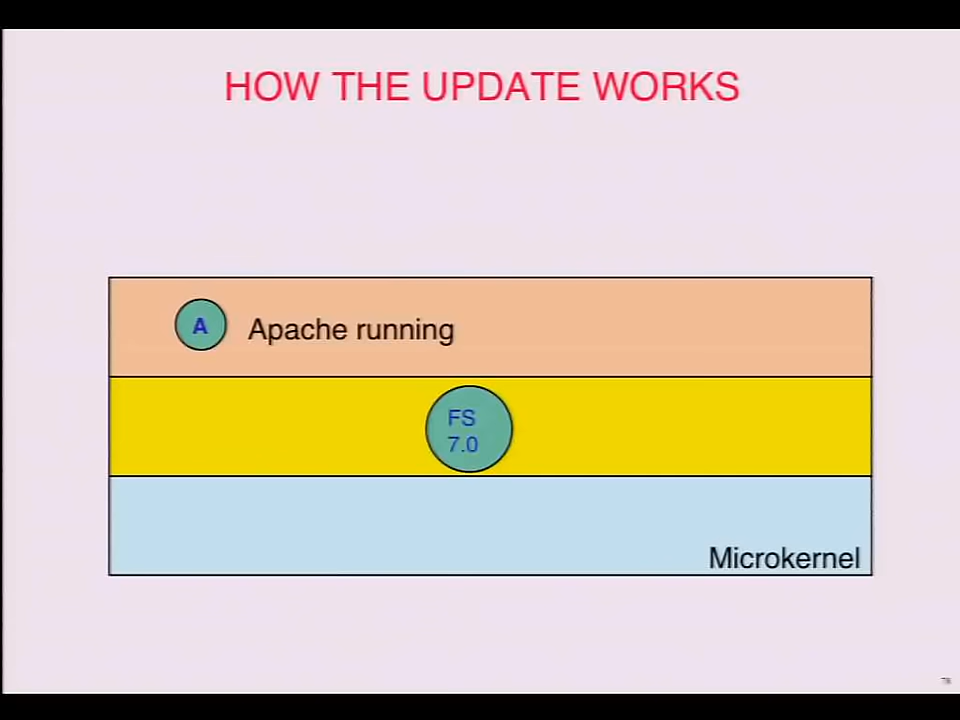 HOW THE UPDATE WORKS
A Apache running
FS
7.0
Microkernel